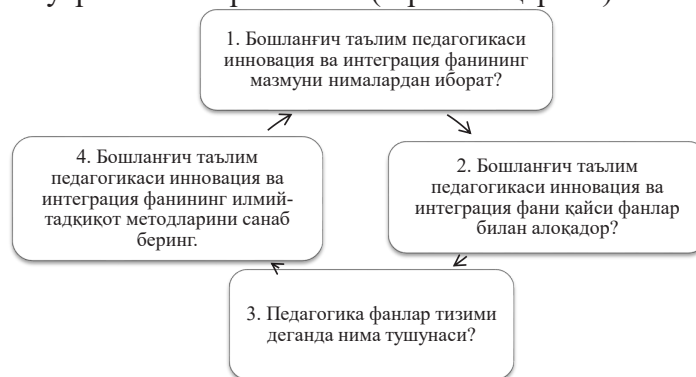 1. Бошланғич таълим педагогикаси
инновация ва интеграция фанининг
мазмуни нималардан иборат?
2. Бошланғич таълим
педагогикаси инновация ва
интеграция фани қайси фанлар
билан алоқадор?
3. Педагогика фанлар тизими
деганда нима тушунаси?
4. Бошланғич таълим
педагогикаси инновация ва
интеграция фанининг илмий-
тадқиқот методларини санаб
беринг.